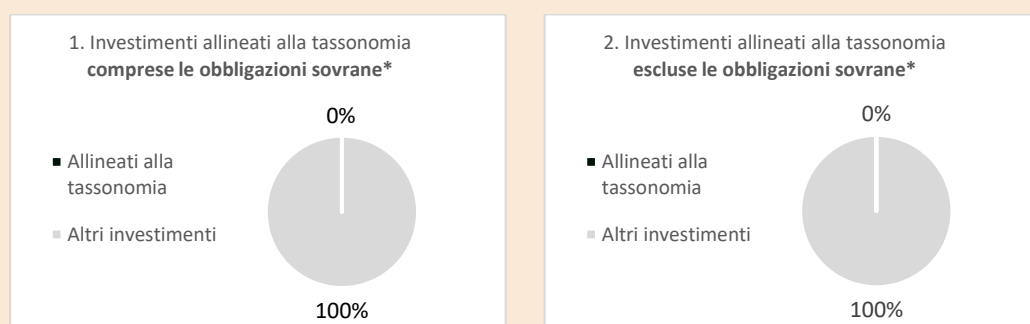 1. Investimenti allineati alla tassonomia
comprese le obbligazioni sovrane*
0%
Allineati alla
tassonomia
Altri investimenti
100%
2. Investimenti allineati alla tassonomia
escluse le obbligazioni sovrane*
0%
Allineati alla
tassonomia
Altri investimenti
100%